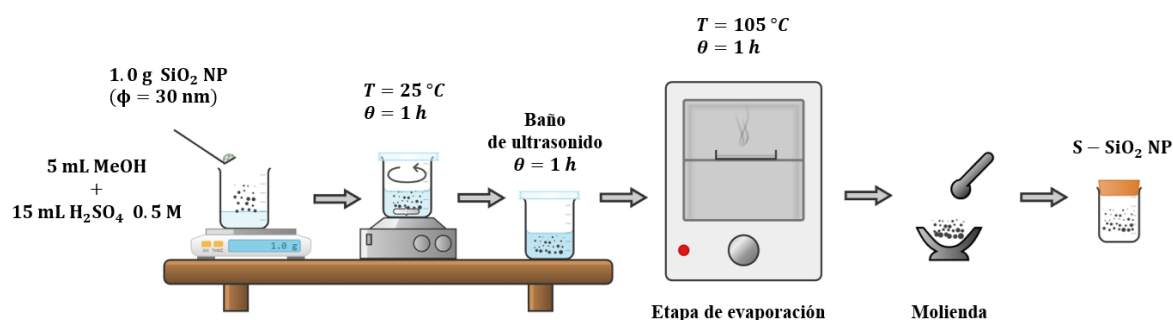 1.0 g SiO₂ NP
(ϕ = 30 nm)
5 mL MeOH
+
15 mL H₂SO₄ 0.5 M
1.0 g
T = 25 °C
θ = 1 h
Baño
de ultrasonido
θ = 1 h
T = 105 °C
θ = 1 h
Etapa de evaporación
Molienda
S − SiO₂ NP